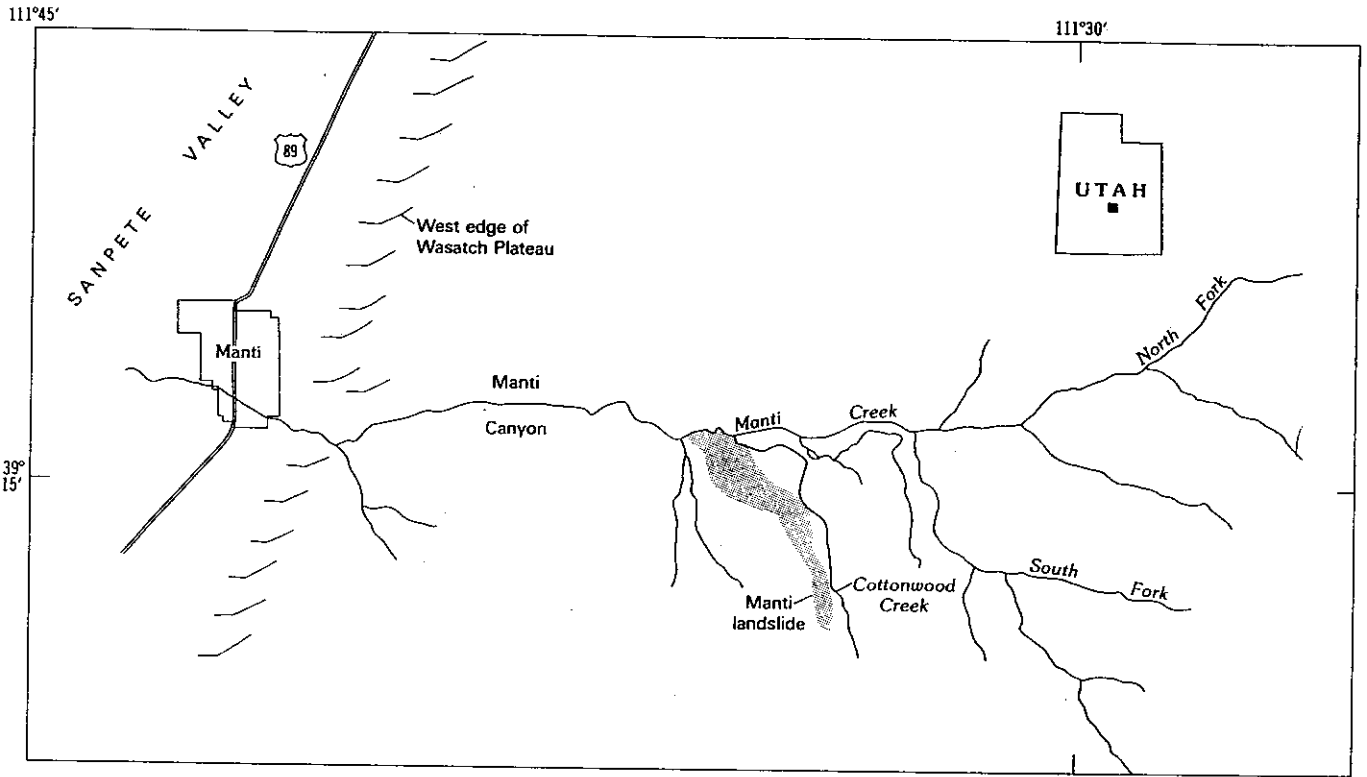 111°45′
111°30′
SANPETE VALLEY
89
UTAH
West edge of
Wasatch Plateau
North Fork
Manti
Manti
Canyon
Manti Creek
39°
15′
South Fork
Cottonwood
Creek
Manti
landslide